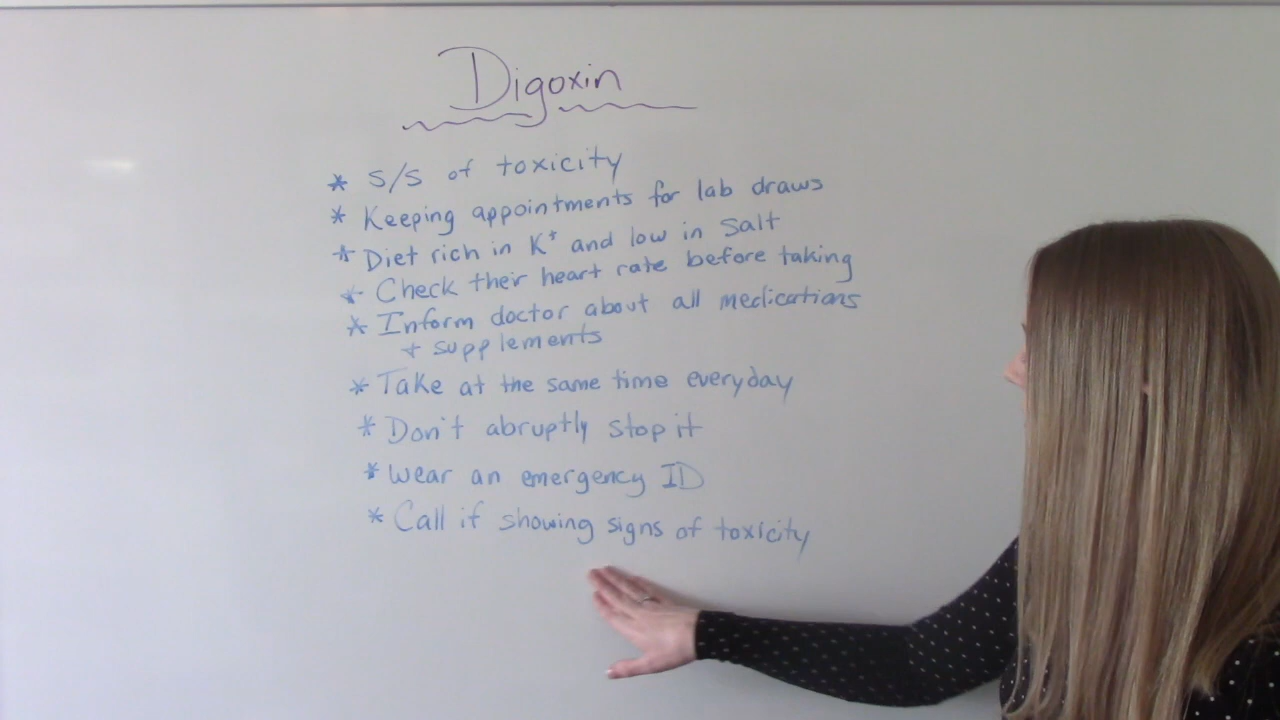 Digoxin
* S/S of toxicity
* Keeping appointments for lab draws
* Diet rich in K+ and low in Salt
* Check their heart rate before taking
* Inform doctor about all medications
+ supplements
* Take at the same time everyday
* Don't abruptly stop it
* Wear an emergency ID
* Call if showing signs of toxicity